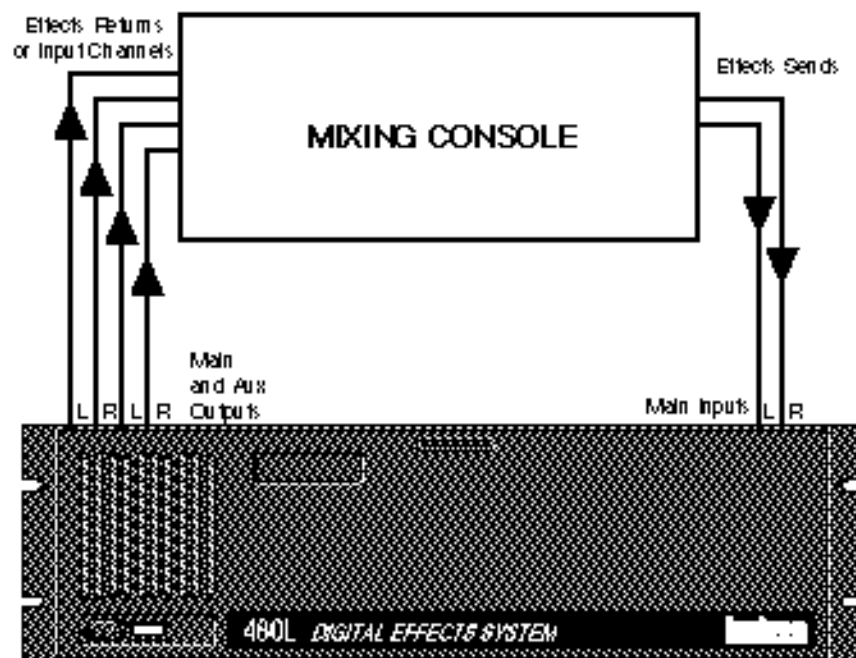 Effects Returns
or Input Channels
Effects Sends
MIXING CONSOLE
Main
and Aux
Outputs
L R L R
Main Inputs L R
480L DIGITAL EFFECTS SYSTEM